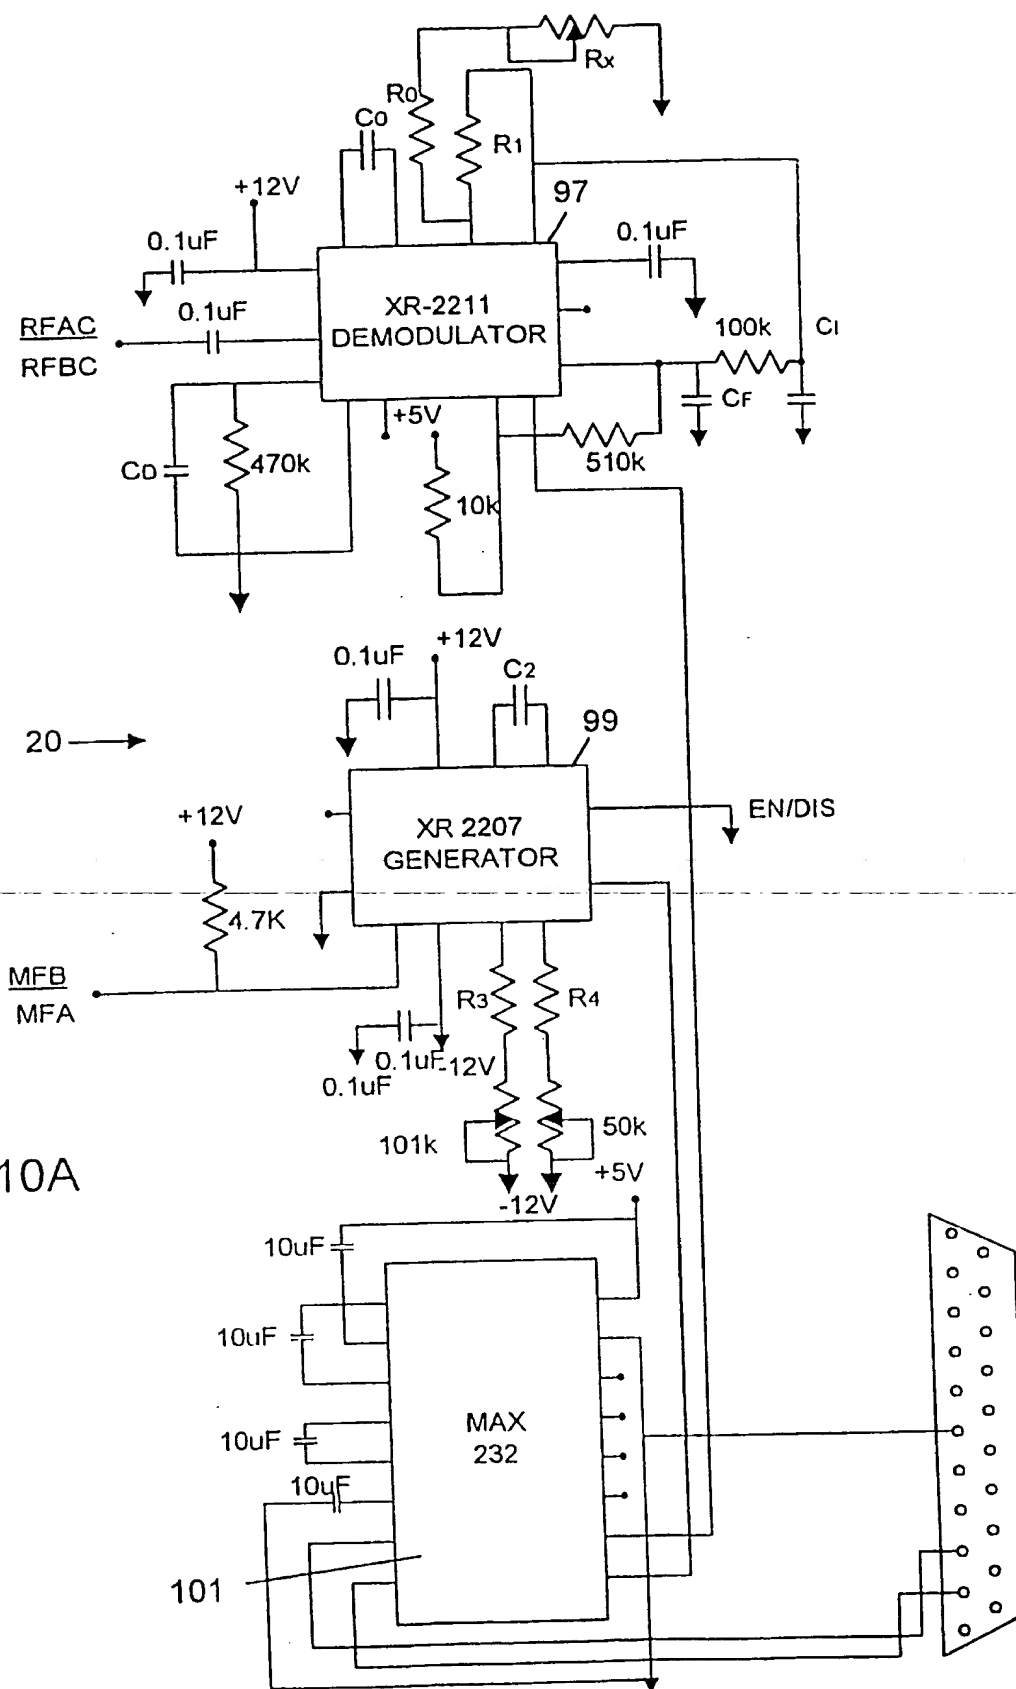 Rx
Ro
Co
R1
+12V
97
0.1uF
0.1uF
0.1uF
XR-2211
DEMODULATOR
RFAC
RFBC
100k
CI
CF
+5V
510k
CD
470k
10k
+12V
0.1uF
C2
99
20
EN/DIS
+12V
XR 2207
GENERATOR
4.7K
MFB
MFA
R3
R4
0.1uF
-12V
0.1uF
101k
50k
+5V
-12V
10A
10uF
10uF
MAX
232
10uF
10uF
101